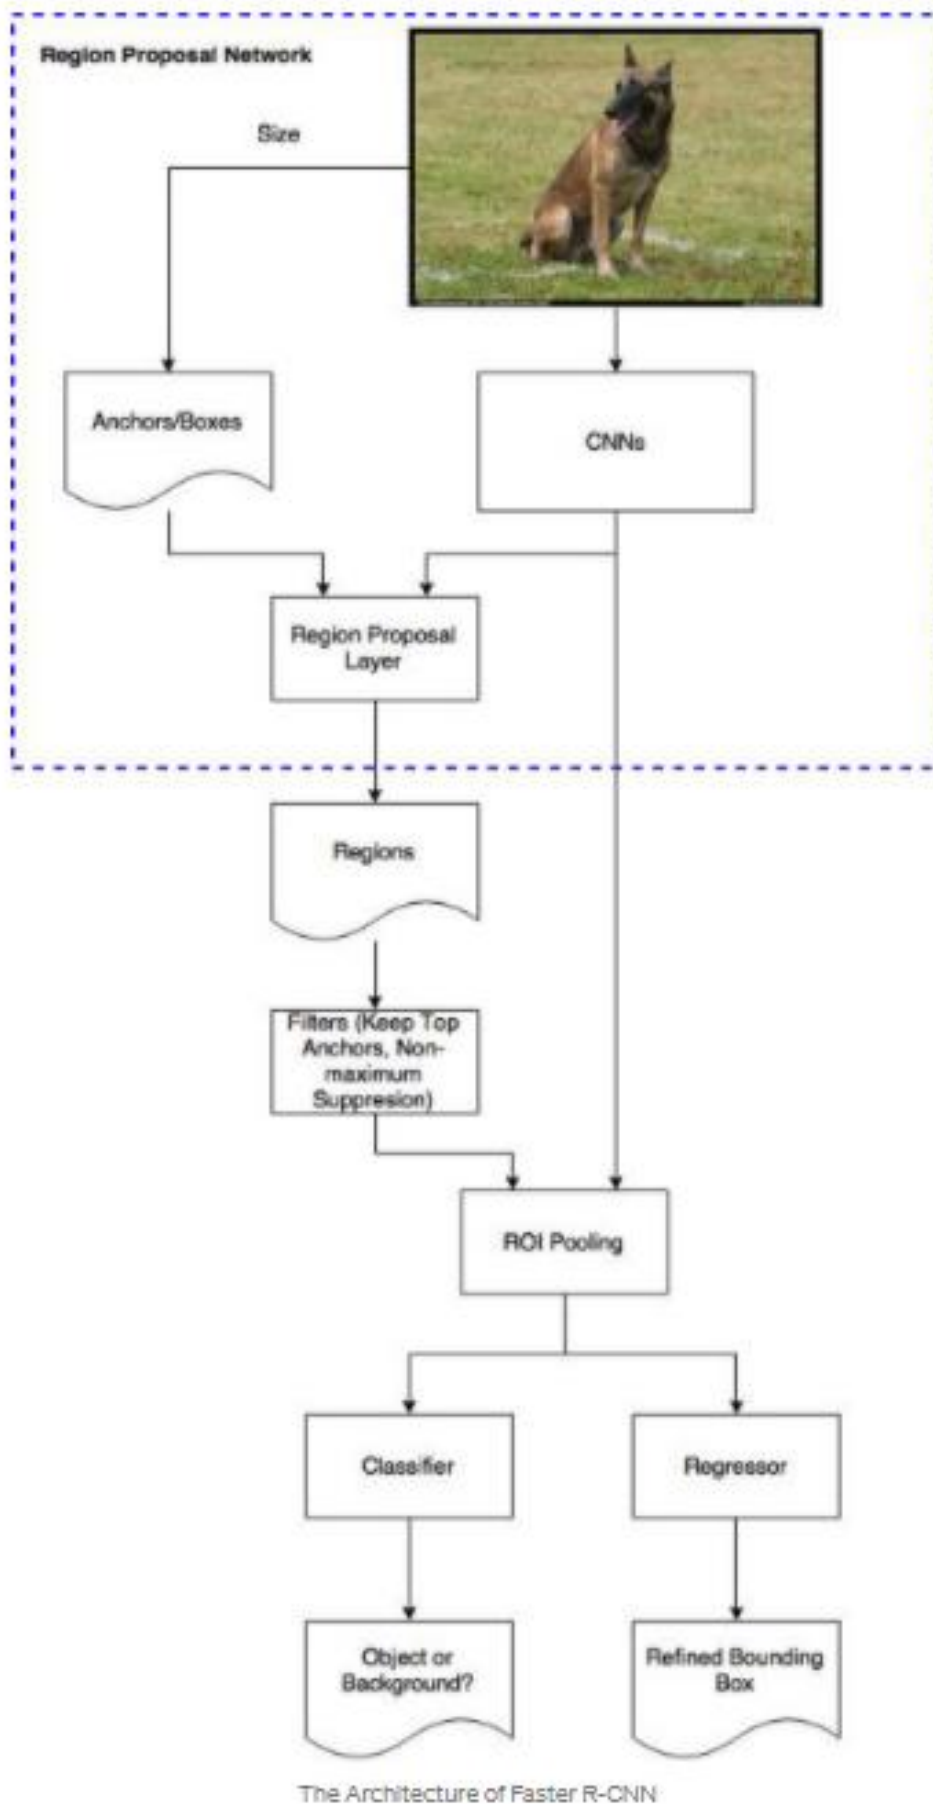 Region Proposal Network
Size
Anchors/Boxes
CNNs
Region Proposal
Layer
Regions
Filters (Keep Top
Anchors, Non-
maximum
Suppresion)
ROI Pooling
Classifier
Regressor
Object or
Background?
Refined Bounding
Box
The Architecture of Faster R-CNN